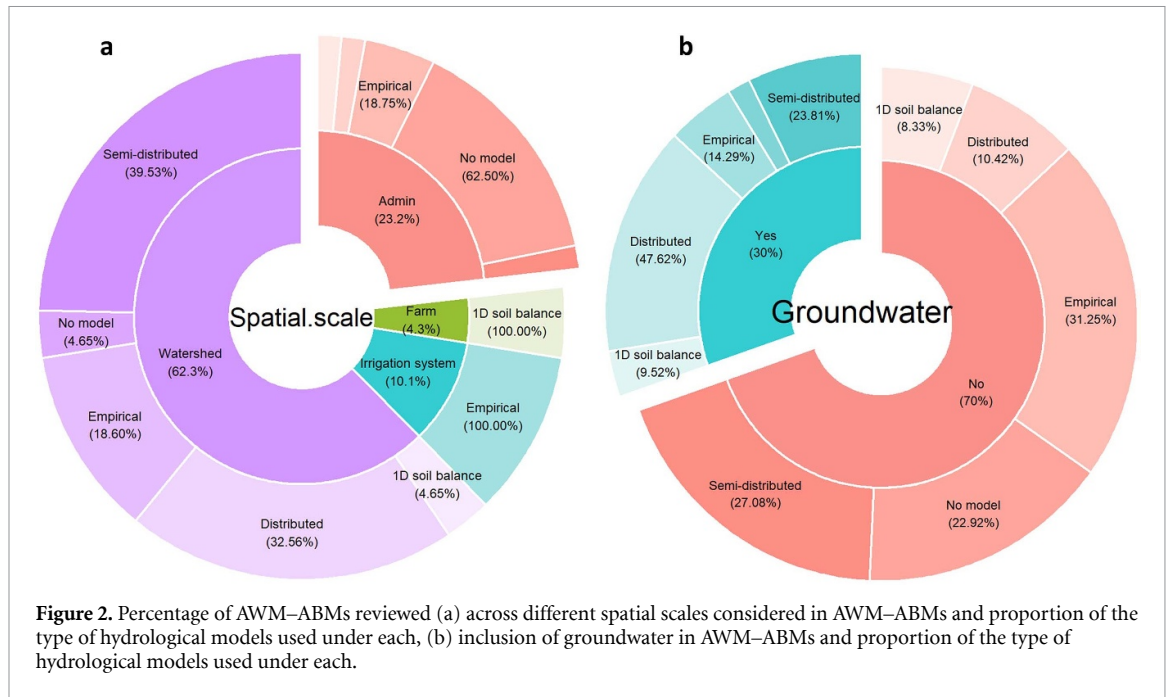 a
Empirical
(18.75%)
No model
(62.50%)
Admin
(23.2%)
Semi-distributed
(39.53%)
Spatial.scale
Farm
(4.3%)
1D soil balance
(100.00%)
No model
(4.65%)
Watershed
(62.3%)
Irrigation system
(10.1%)
Empirical
(18.60%)
Empirical
(100.00%)
1D soil balance
(4.65%)
Distributed
(32.56%)
b
Semi-distributed
(23.81%)
1D soil balance
(8.33%)
Empirical
(14.29%)
Distributed
(10.42%)
Distributed
(47.62%)
Yes
(30%)
Groundwater
Empirical
(31.25%)
1D soil balance
(9.52%)
No
(70%)
Semi-distributed
(27.08%)
No model
(22.92%)
Figure 2. Percentage of AWM–ABMs reviewed (a) across different spatial scales considered in AWM–ABMs and proportion of the
type of hydrological models used under each, (b) inclusion of groundwater in AWM–ABMs and proportion of the type of
hydrological models used under each.